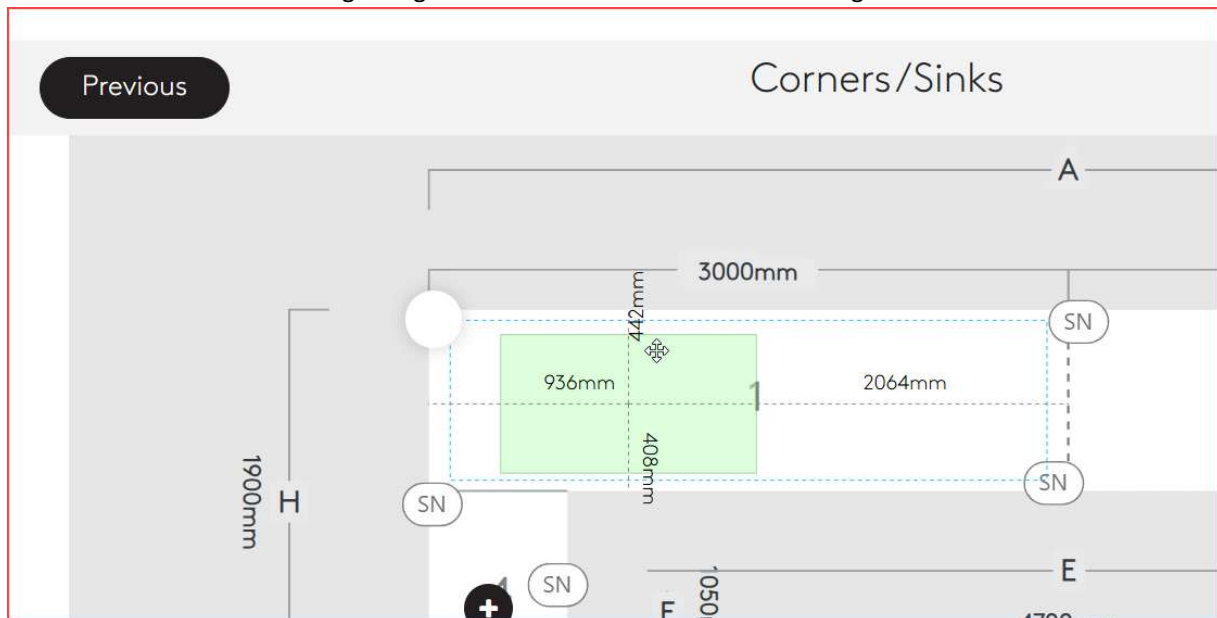 Previous
Corners/Sinks
A
3000mm
442mm
SN
936mm
1
2064mm
408mm
1900mm
H
SN
SN
SN
E